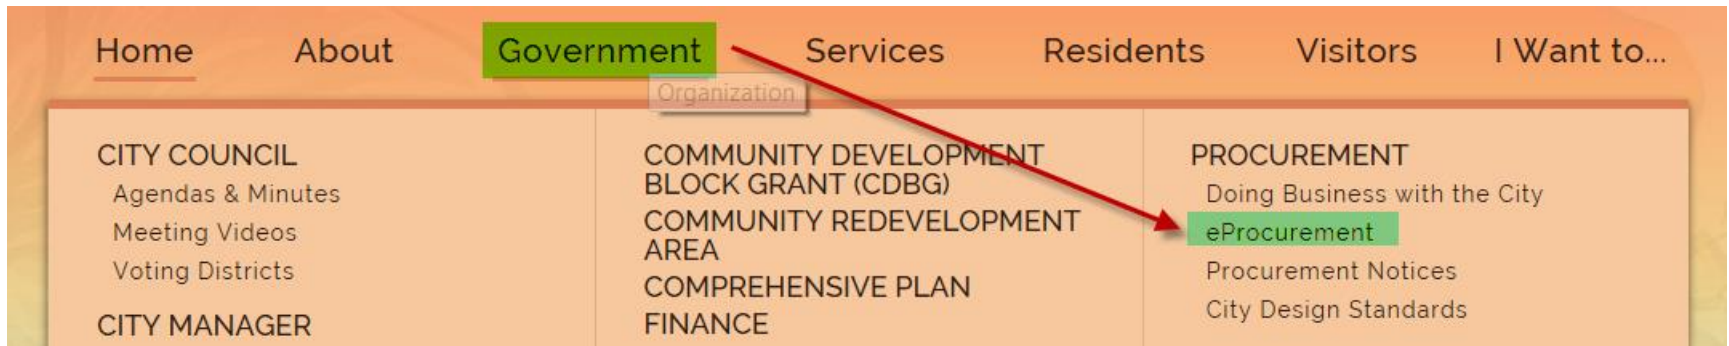 Home About Government Services Residents Visitors I Want to...
Organization
CITY COUNCIL
Agendas & Minutes
Meeting Videos
Voting Districts
CITY MANAGER
COMMUNITY DEVELOPMENT
BLOCK GRANT (CDBG)
COMMUNITY REDEVELOPMENT
AREA
COMPREHENSIVE PLAN
FINANCE
PROCUREMENT
Doing Business with the City
eProcurement
Procurement Notices
City Design Standards